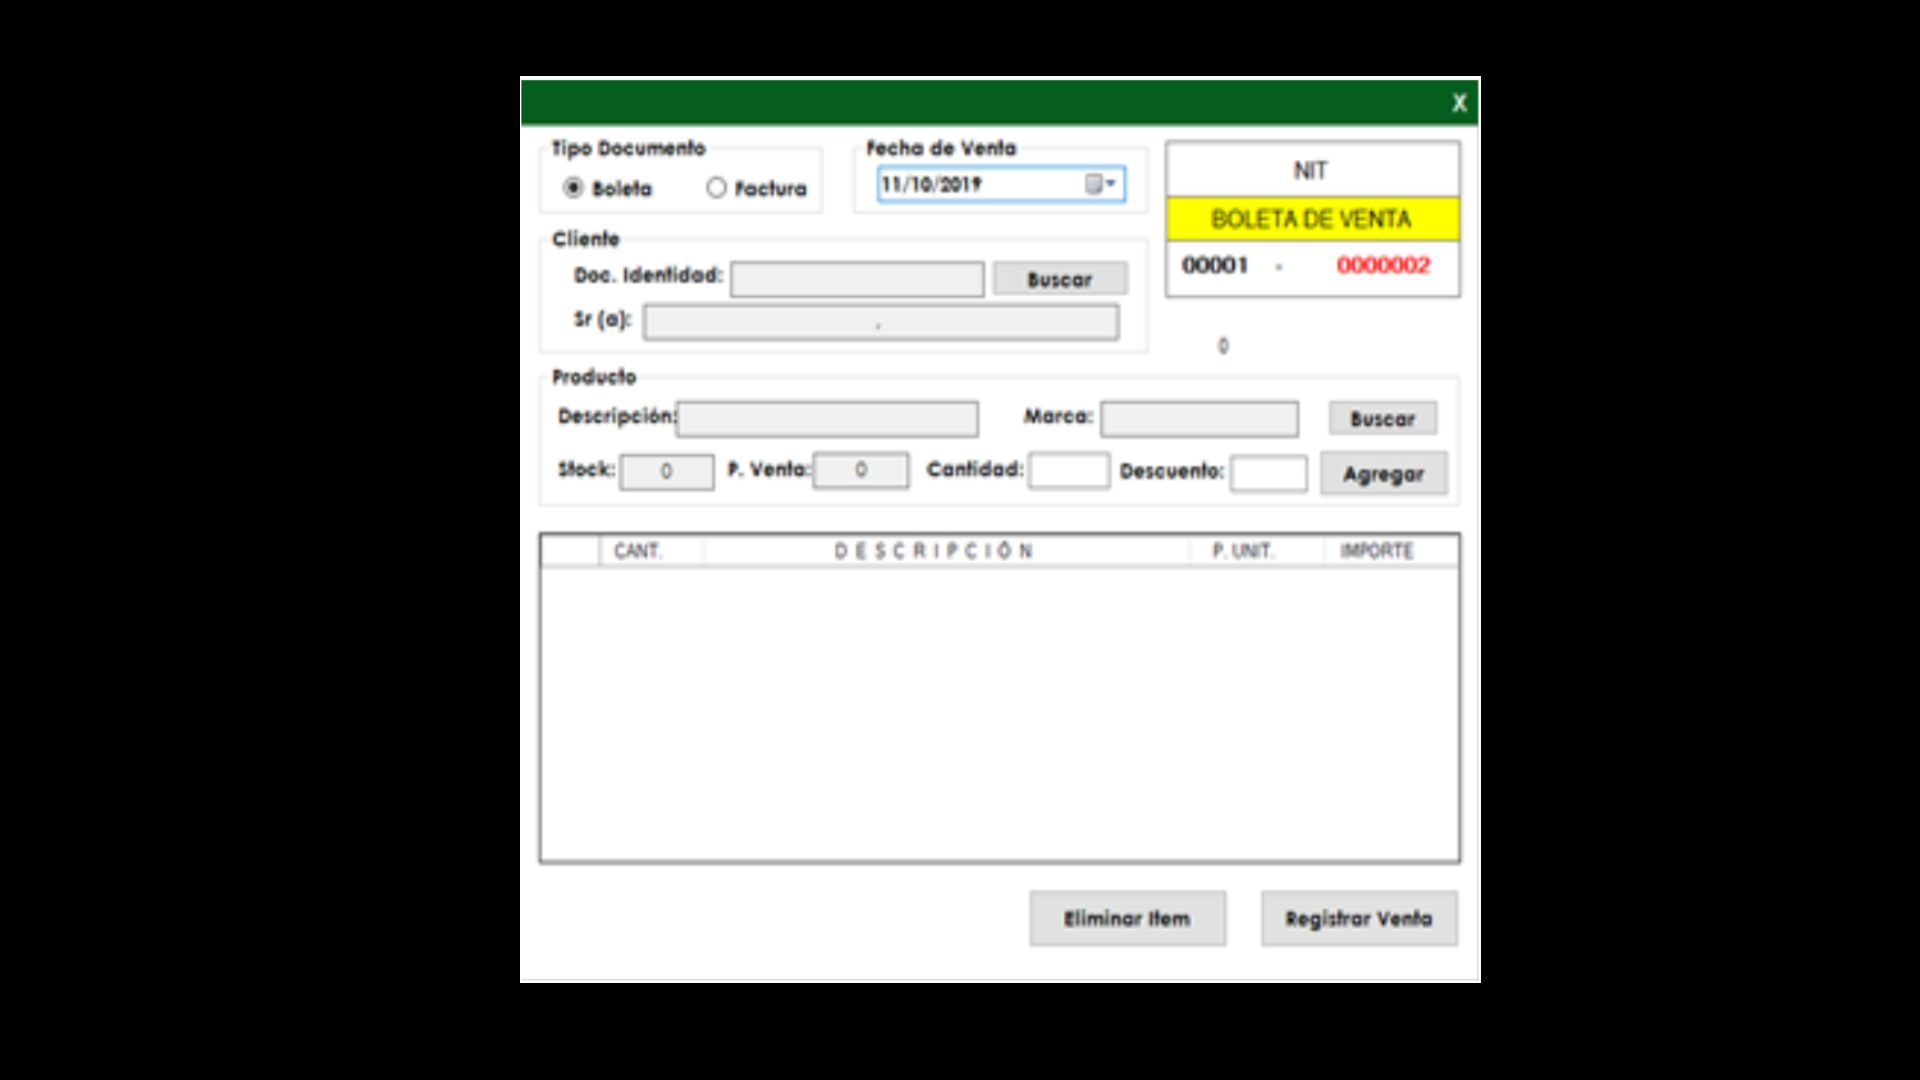 X
Tipo Documento
Boleta Factura
Fecha de Venta
11/10/2019
NIT
BOLETA DE VENTA
00001 - 0000002
Cliente
Doc. Identidad: Buscar
Sr (a): ,
0
Producto
Descripción: Marca: Buscar
Stock: 0 P. Venta: 0 Cantidad: Descuento: Agregar
CANT. DESCRIPCIÓN P. UNIT. IMPORTE
Eliminar Item Registrar Venta